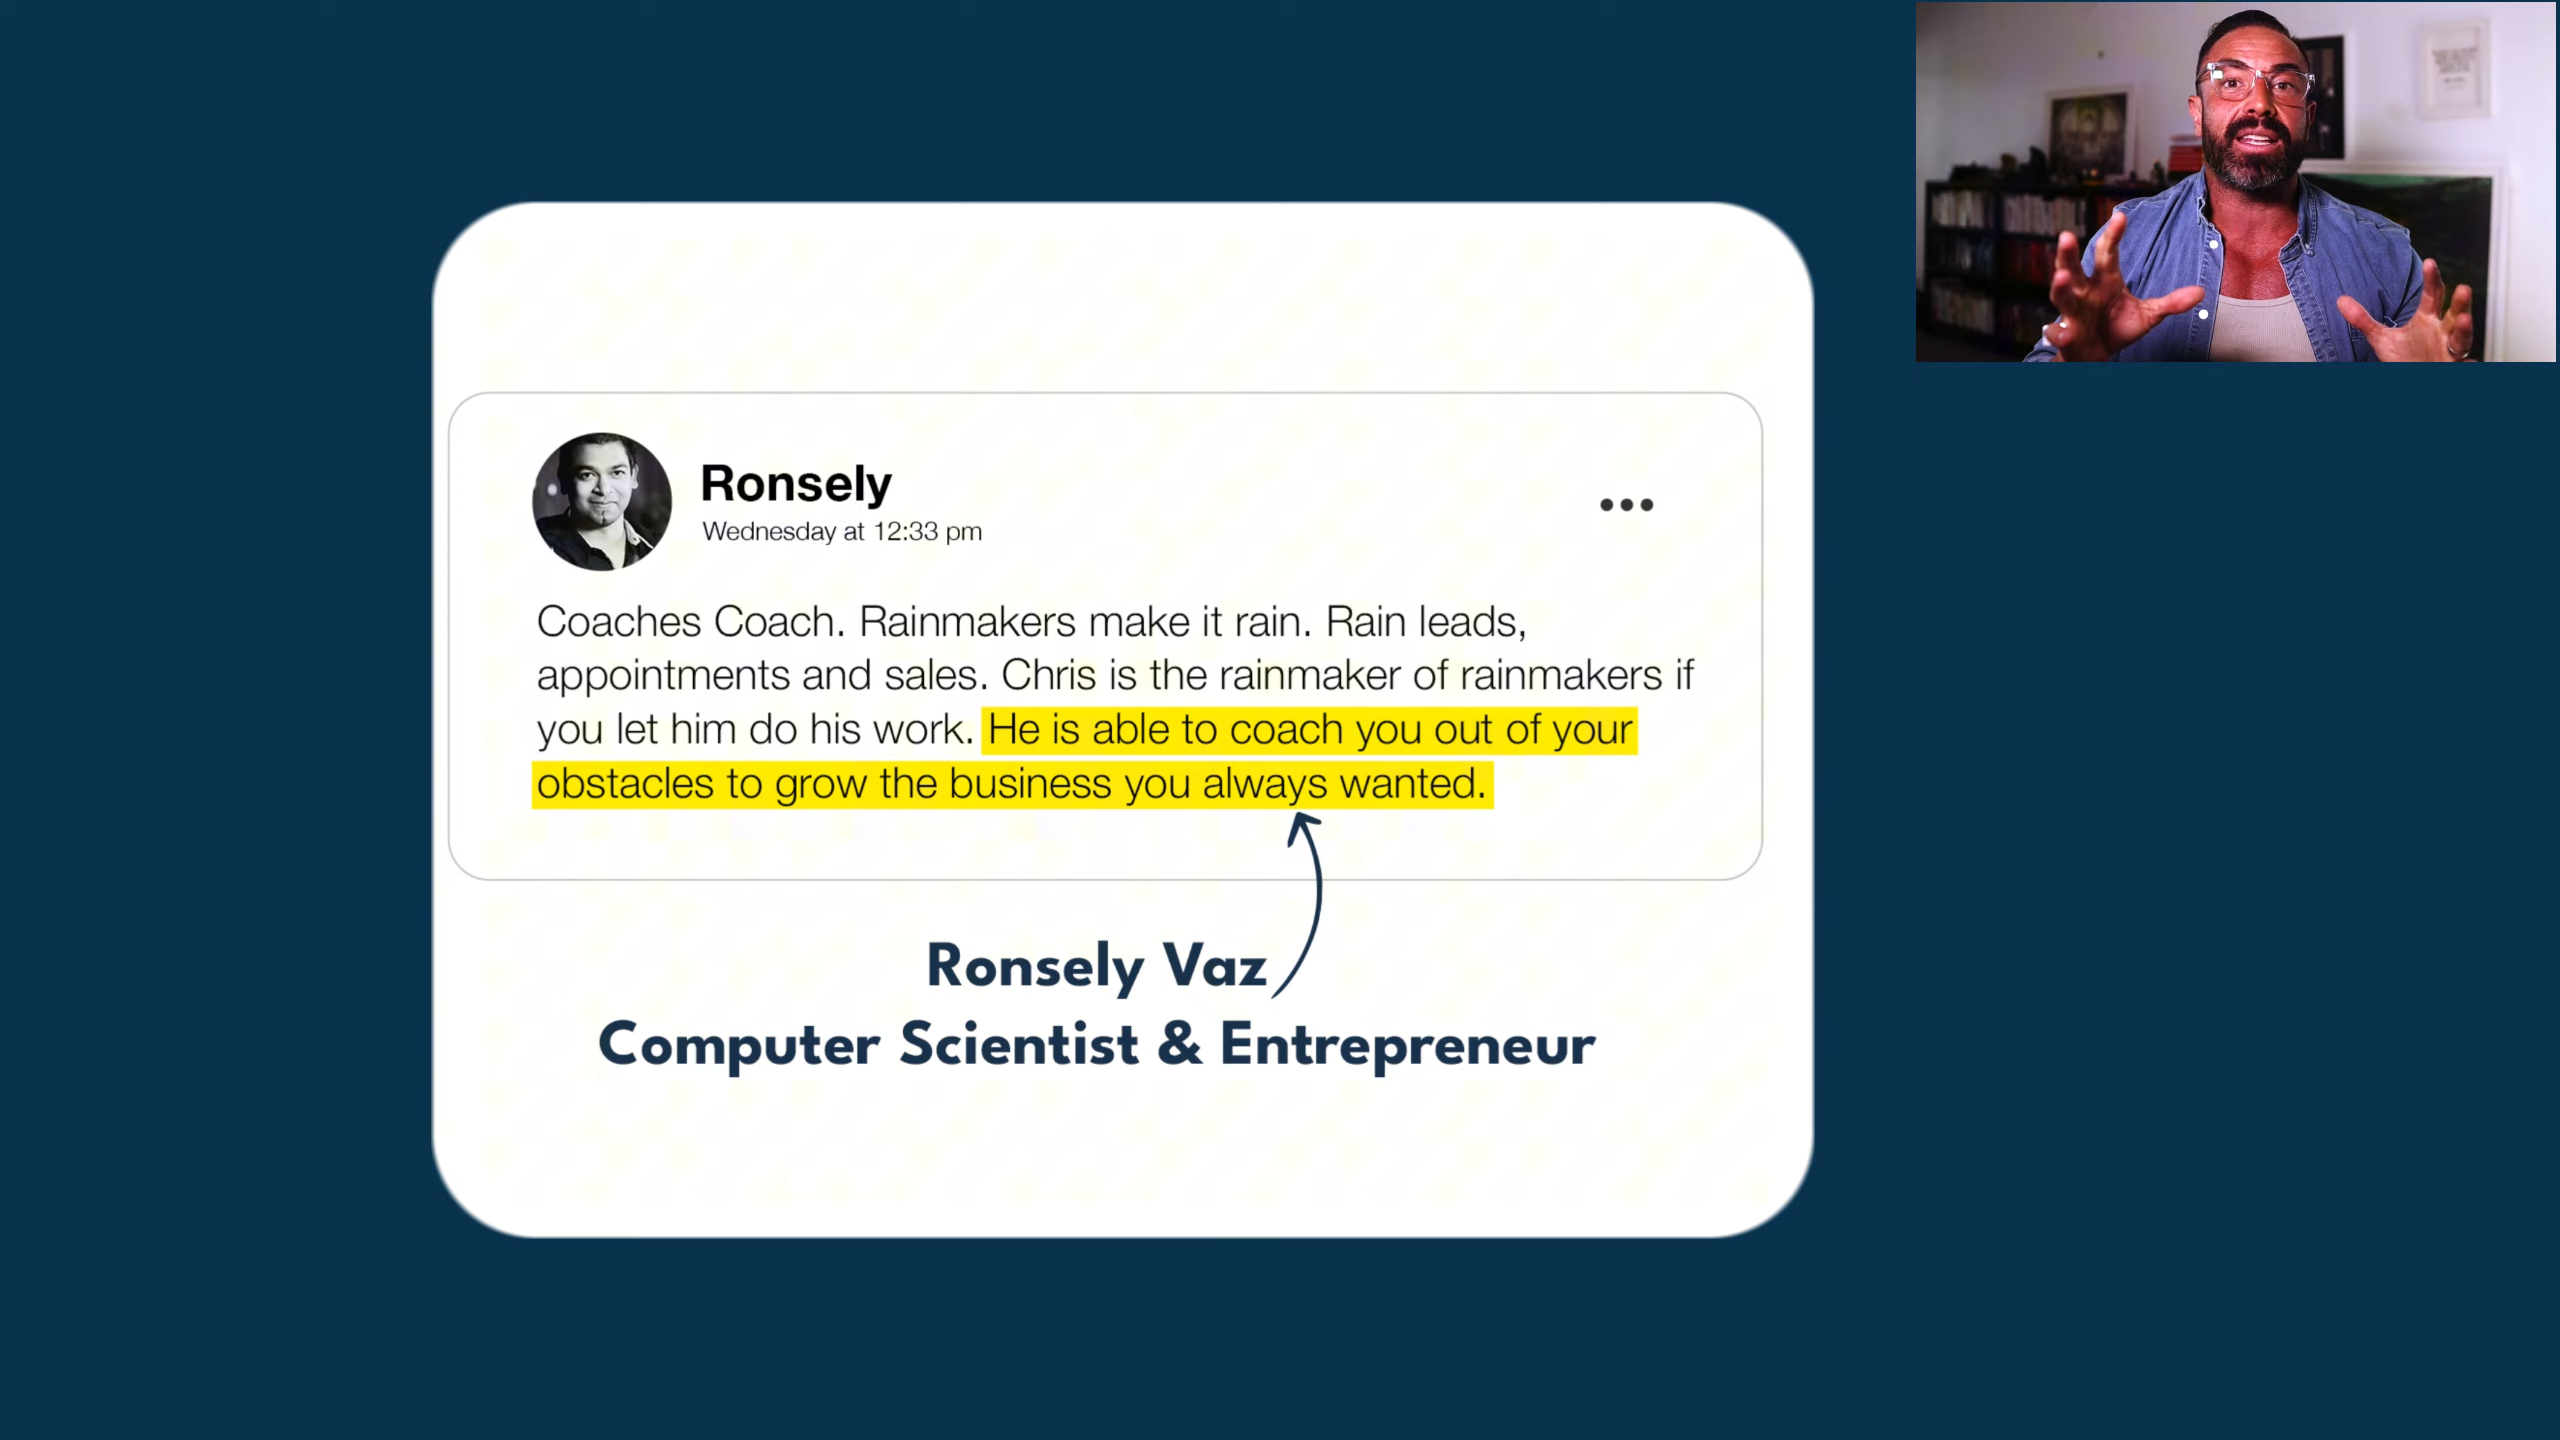 Ronsely
Wednesday at 12:33 pm
Coaches Coach. Rainmakers make it rain. Rain leads,
appointments and sales. Chris is the rainmaker of rainmakers if
you let him do his work. He is able to coach you out of your
obstacles to grow the business you always wanted.
Ronsely Vaz
Computer Scientist & Entrepreneur